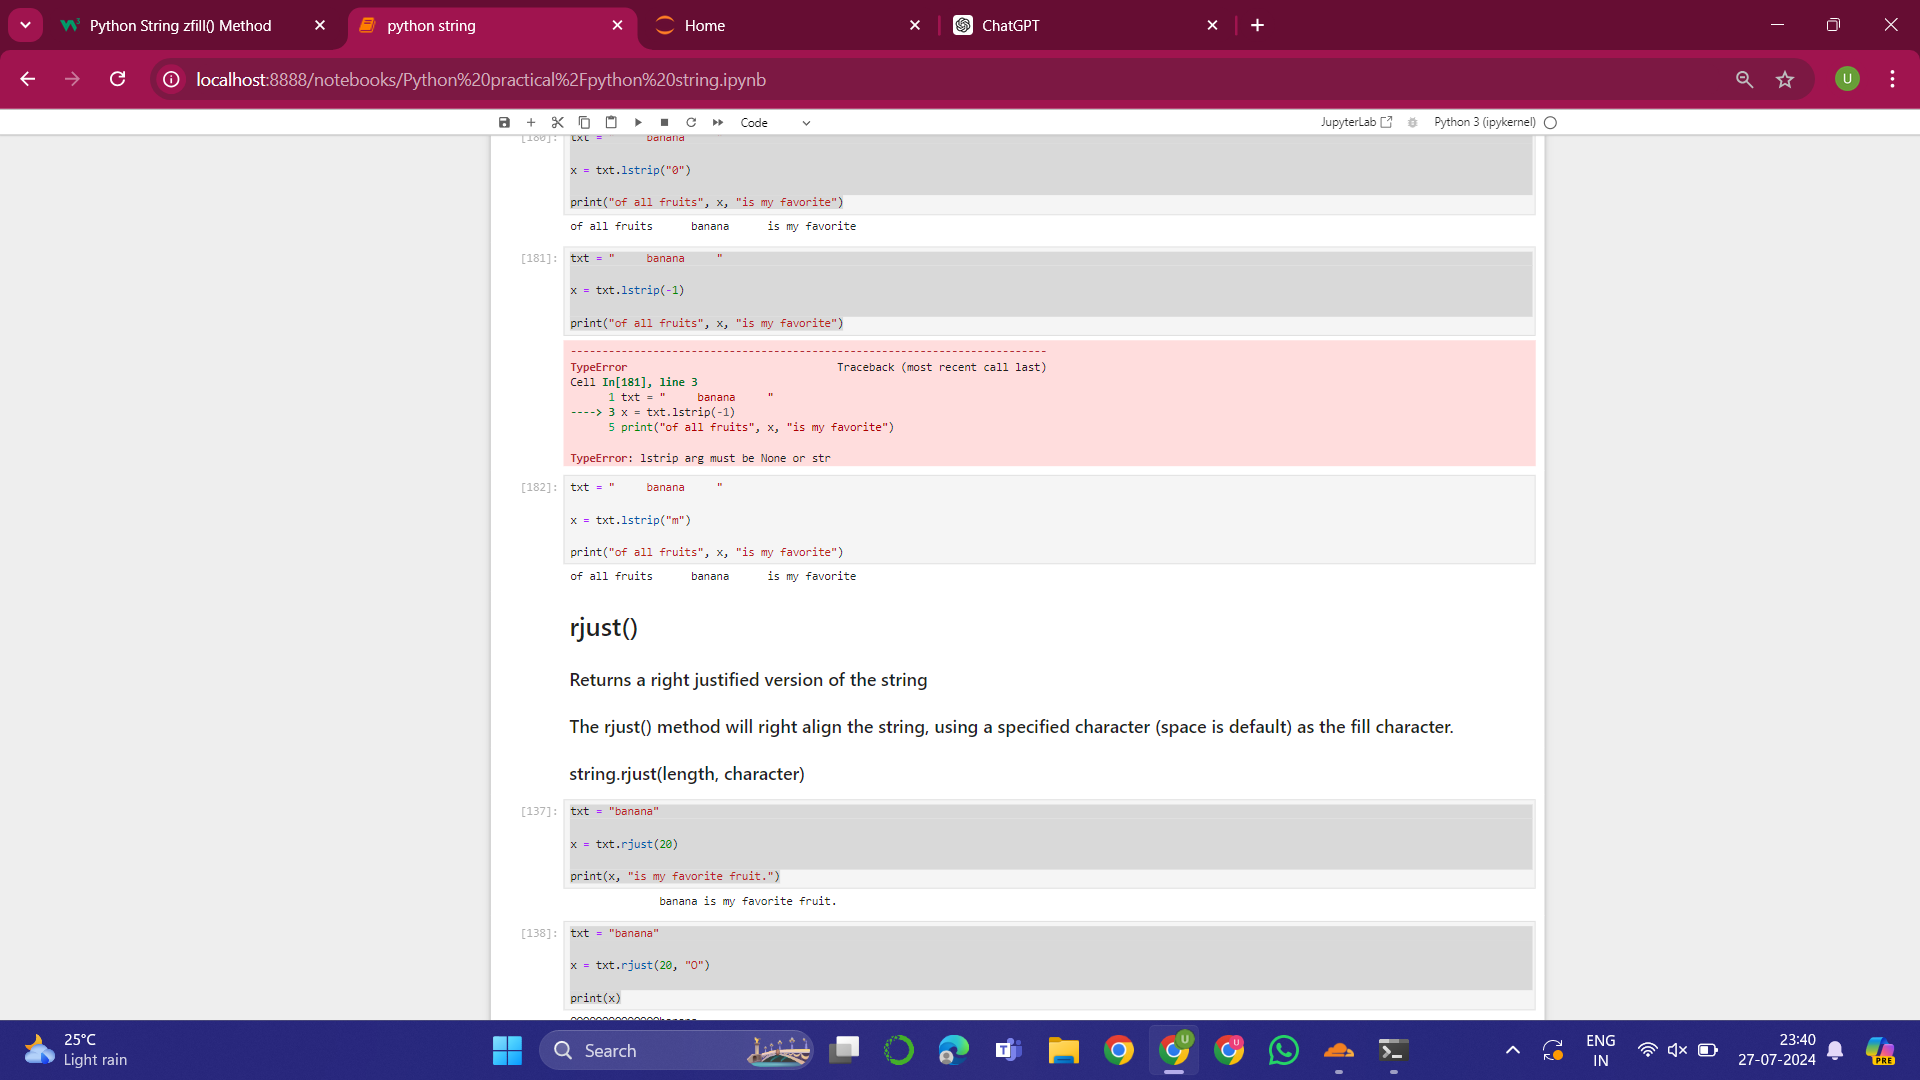 Python String zfill() Method
python string
Home
ChatGPT
localhost:8888/notebooks/Python%20practical%2Fpython%20string.ipynb
U
Code
JupyterLab
Python 3 (ipykernel)
[180]: txt = "     banana
x = txt.lstrip("0")
print("of all fruits", x, "is my favorite")
of all fruits      banana      is my favorite
[181]: txt = "     banana     "
x = txt.lstrip(-1)
print("of all fruits", x, "is my favorite")
---------------------------------------------------------------------------
TypeError                                 Traceback (most recent call last)
Cell In[181], line 3
1 txt = "     banana     "
----> 3 x = txt.lstrip(-1)
5 print("of all fruits", x, "is my favorite")
TypeError: lstrip arg must be None or str
[182]: txt = "     banana     "
x = txt.lstrip("m")
print("of all fruits", x, "is my favorite")
of all fruits      banana      is my favorite
rjust()
Returns a right justified version of the string
The rjust() method will right align the string, using a specified character (space is default) as the fill character.
string.rjust(length, character)
[137]: txt = "banana"
x = txt.rjust(20)
print(x, "is my favorite fruit.")
banana is my favorite fruit.
[138]: txt = "banana"
x = txt.rjust(20, "O")
print(x)
25°C
Light rain
Search
U
U
ENG
IN
23:40
27-07-2024
PRE